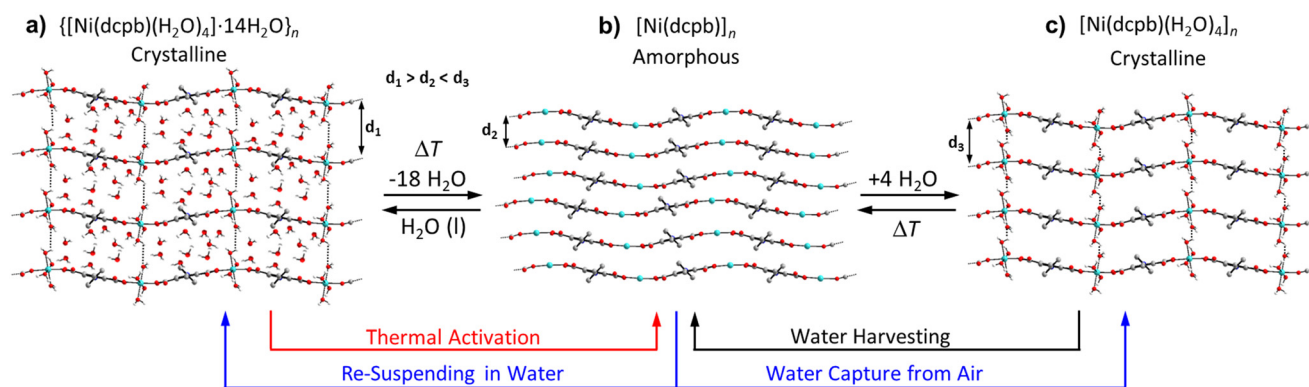 a) {[Ni(dcpb)(H₂O)₄]·14H₂O}ₙ
Crystalline
b) [Ni(dcpb)]ₙ
Amorphous
c) [Ni(dcpb)(H₂O)₄]ₙ
Crystalline
d₁ > d₂ < d₃
d₁
ΔT
-18 H₂O
H₂O (l)
d₂
+4 H₂O
ΔT
d₃
Thermal Activation
Water Harvesting
Re-Suspending in Water
Water Capture from Air